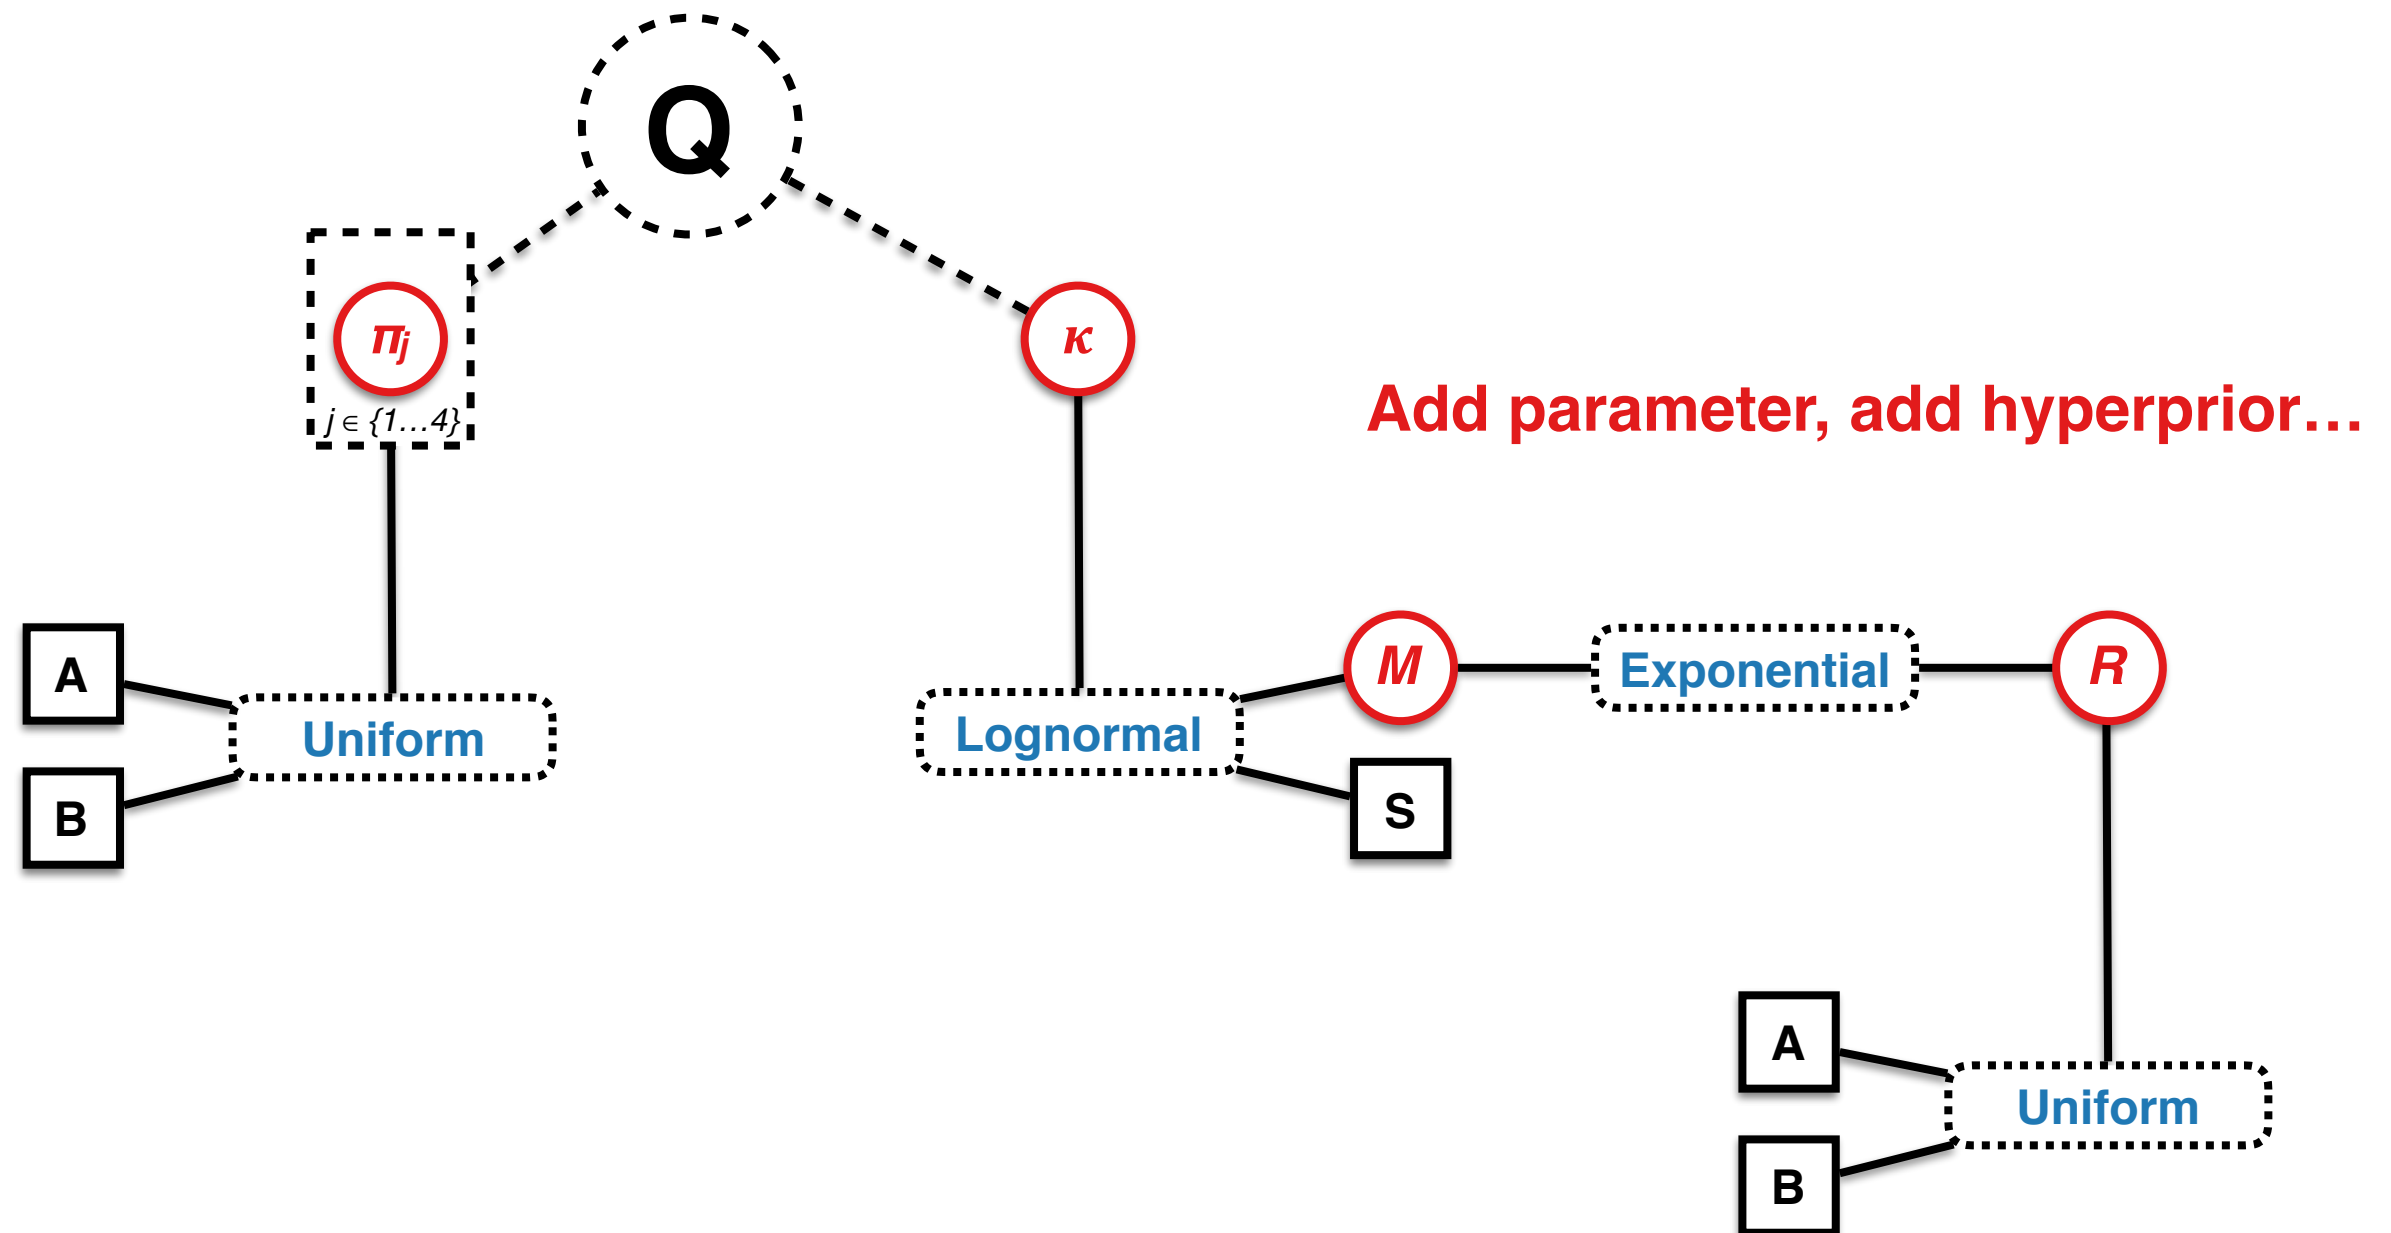 Q
πj
j ∈ {1…4}
κ
Add parameter, add hyperprior…
A
B
Uniform
Lognormal
M
S
Exponential
R
A
B
Uniform